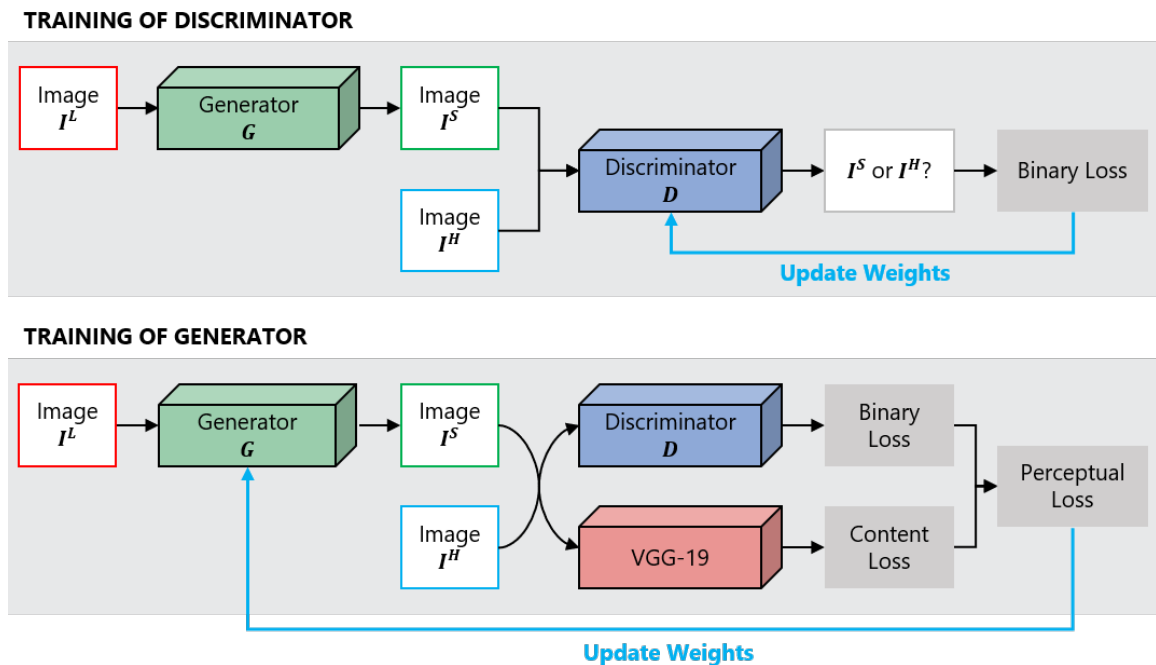 TRAINING OF DISCRIMINATOR
Image
I^L
Generator
G
Image
I^S
Image
I^H
Discriminator
D
I^S or I^H?
Binary Loss
Update Weights
TRAINING OF GENERATOR
Image
I^L
Generator
G
Image
I^S
Image
I^H
Discriminator
D
VGG-19
Binary
Loss
Content
Loss
Perceptual
Loss
Update Weights